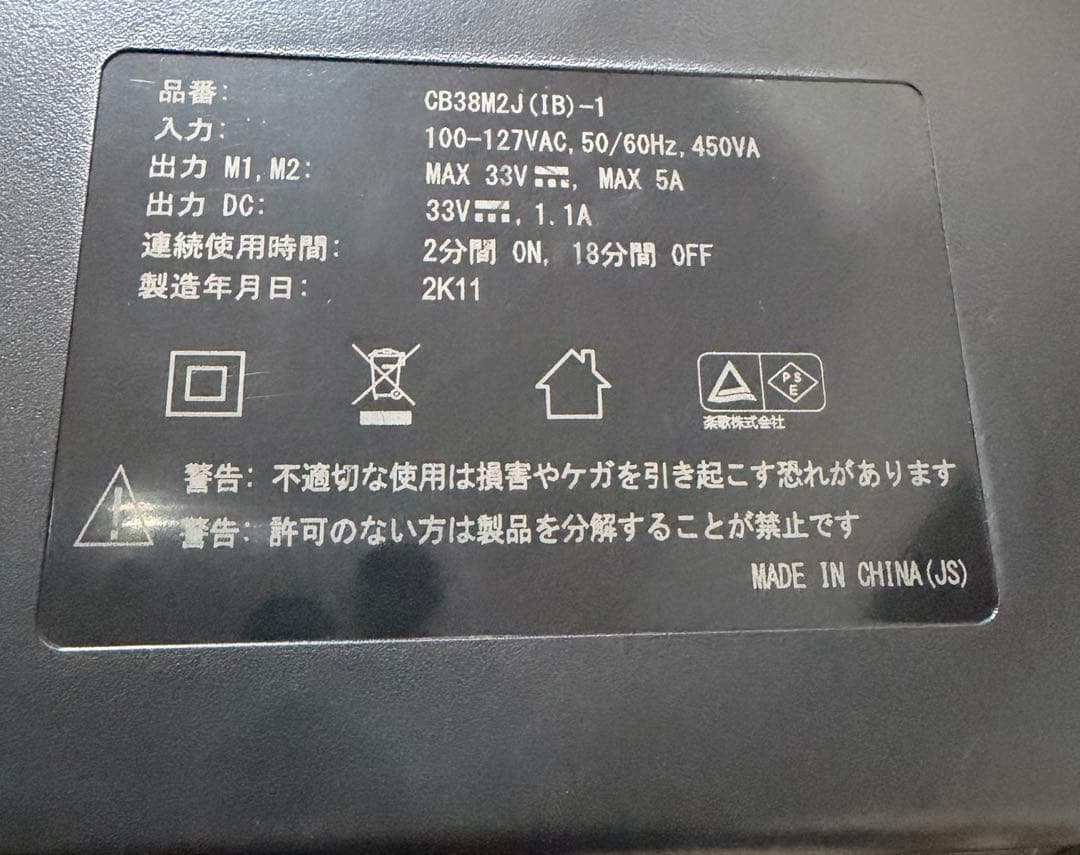 品番: CB38M2J(IB)-1
入力: 100-127VAC, 50/60Hz, 450VA
出力 M1, M2: MAX 33V⎓, MAX 5A
出力 DC: 33V⎓, 1.1A
連続使用時間: 2分間 ON, 18分間 OFF
製造年月日: 2K11
PSE
楽歌株式会社
警告: 不適切な使用は損害やケガを引き起こす恐れがあります
警告: 許可のない方は製品を分解することが禁止です
MADE IN CHINA(JS)